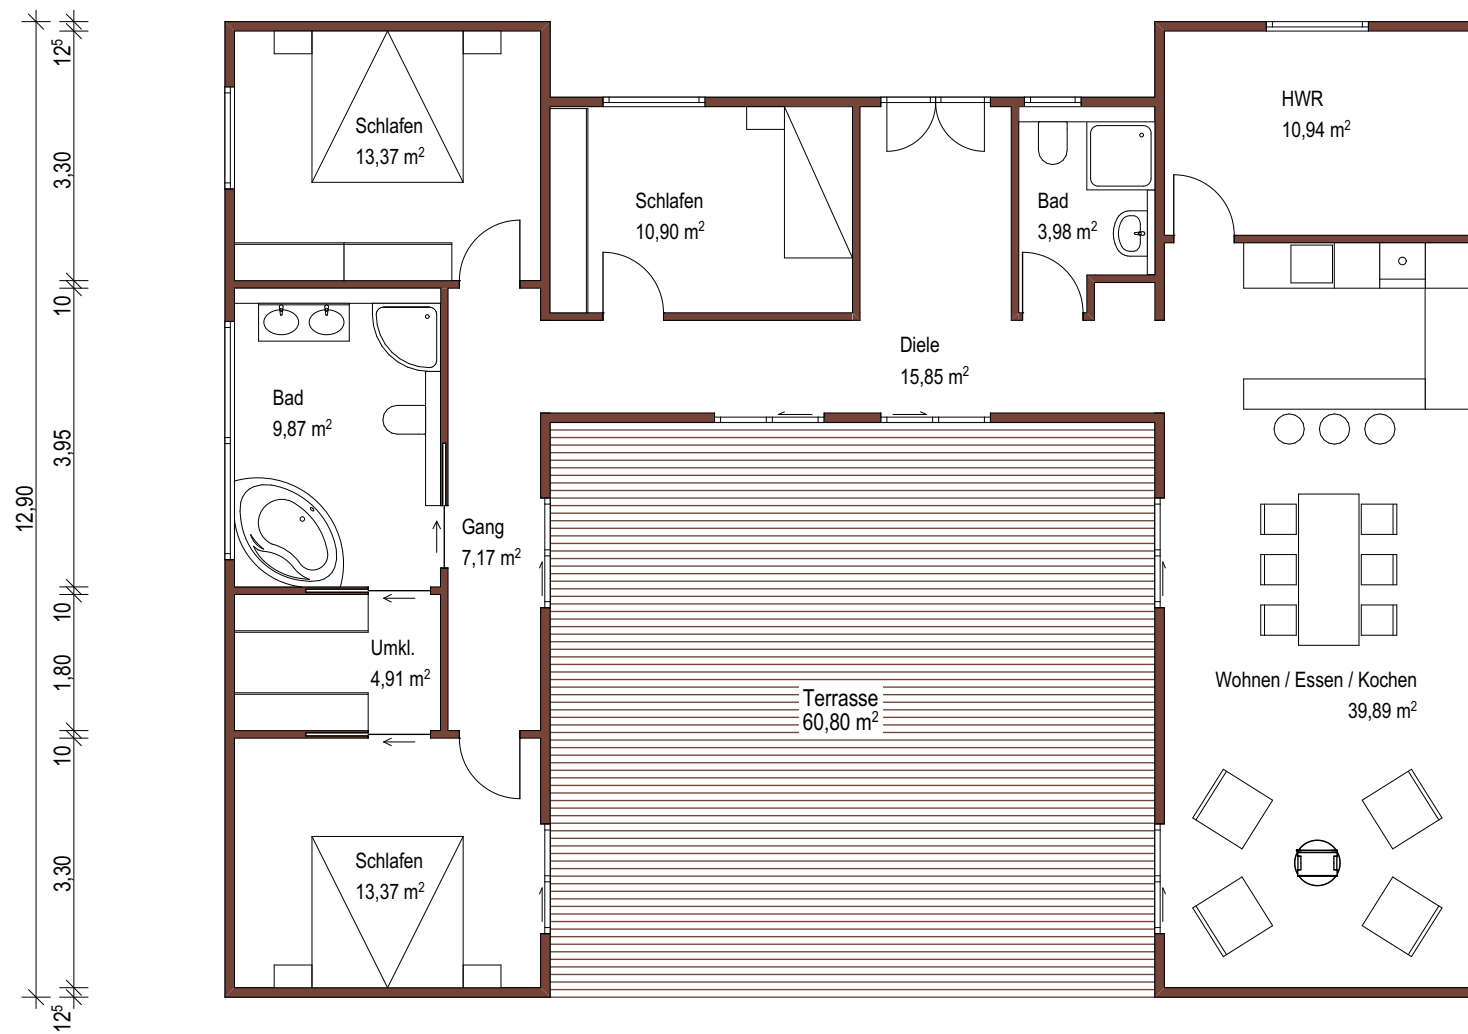 12⁵
3,30
10
3,95
12,90
10
1,80
10
3,30
12⁵
Schlafen
13,37 m²
Schlafen
10,90 m²
Bad
3,98 m²
HWR
10,94 m²
Diele
15,85 m²
Bad
9,87 m²
Gang
7,17 m²
Umkl.
4,91 m²
Terrasse
60,80 m²
Wohnen / Essen / Kochen
39,89 m²
Schlafen
13,37 m²